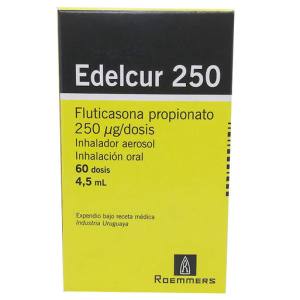 Edelcur 250
Fluticasona propionato
250 µg/dosis
Inhalador aerosol
Inhalación oral
60 dosis
4,5 mL
Expendio bajo receta médica
Industria Uruguaya
ROEMMERS